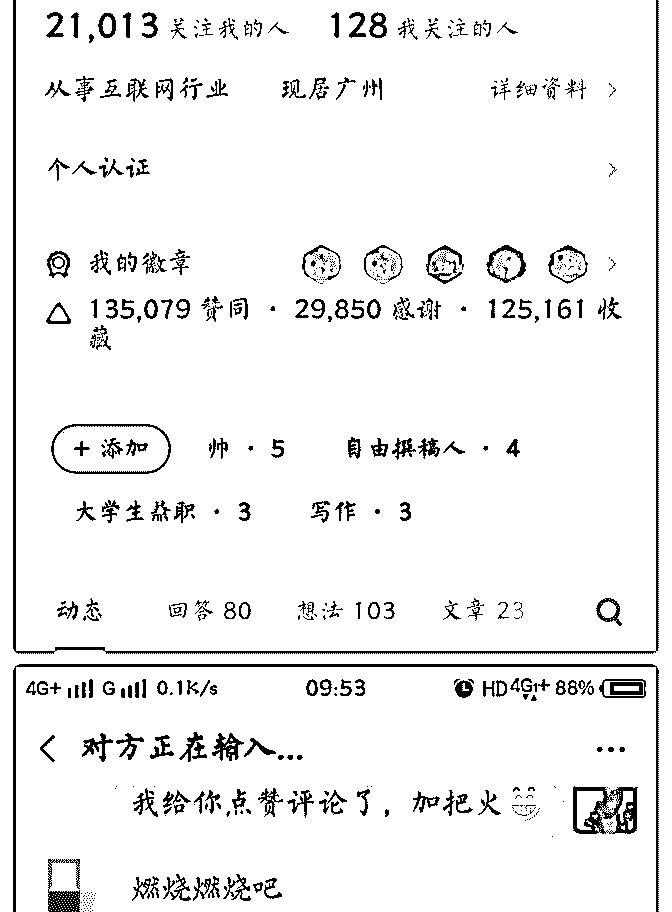 21,013 关注我的人 128 我关注的人
从事互联网行业 现居广州 详细资料 >
个人认证 >
我的徽章 >
135,079 赞同 · 29,850 感谢 · 125,161 收
藏
+ 添加 帅 · 5 自由撰稿人 · 4
大学生兼职 · 3 写作 · 3
动态 回答 80 想法 103 文章 23
4G+ G 0.1K/s 09:53 HD 4G1+ 88%
< 对方正在输入... ...
我给你点赞评论了，加把火
燃烧燃烧吧